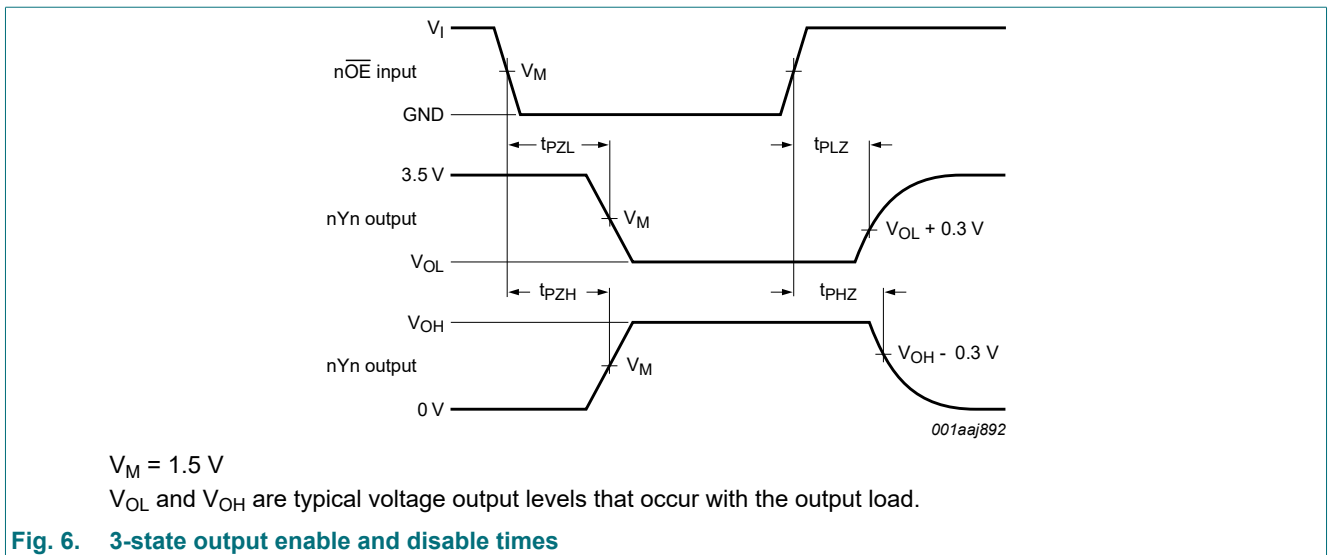 V_I
nO̅E̅ input
V_M
GND
t_PZL
t_PLZ
3.5 V
nYn output
V_M
V_OL + 0.3 V
V_OL
t_PZH
t_PHZ
V_OH
V_OH - 0.3 V
nYn output
V_M
0 V
001aaj892
V_M = 1.5 V
V_OL and V_OH are typical voltage output levels that occur with the output load.
Fig. 6. 3-state output enable and disable times